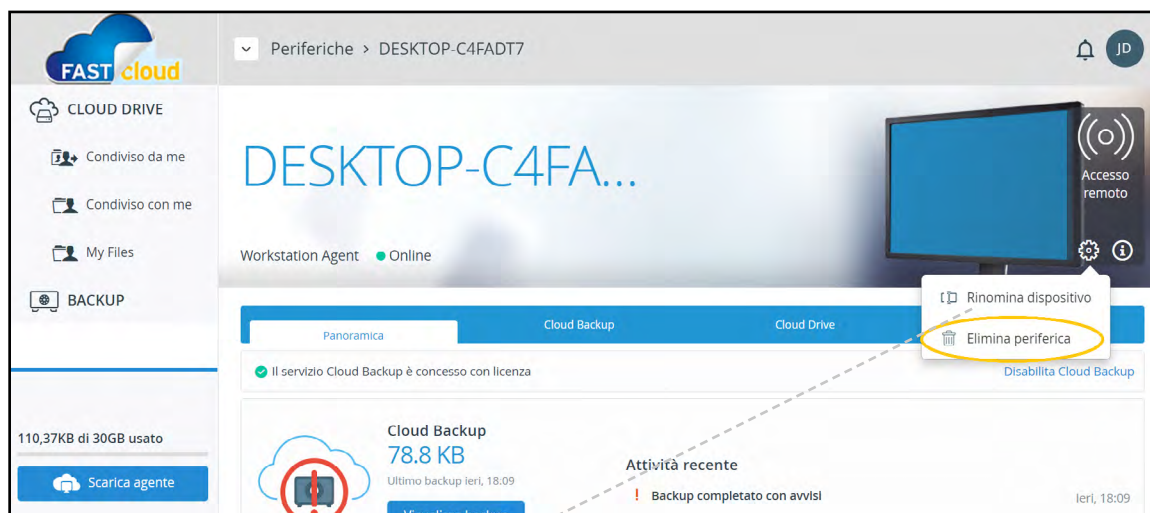 FAST cloud
Periferiche > DESKTOP-C4FADT7
JD
CLOUD DRIVE
Condiviso da me
Condiviso con me
My Files
BACKUP
110,37KB di 30GB usato
Scarica agente
DESKTOP-C4FA...
Accesso
remoto
Workstation Agent
Online
Rinomina dispositivo
Elimina periferica
Panoramica
Cloud Backup
Cloud Drive
Il servizio Cloud Backup è concesso con licenza
Disabilita Cloud Backup
Cloud Backup
78.8 KB
Ultimo backup ieri, 18:09
Attività recente
! Backup completato con avvisi
Ieri, 18:09